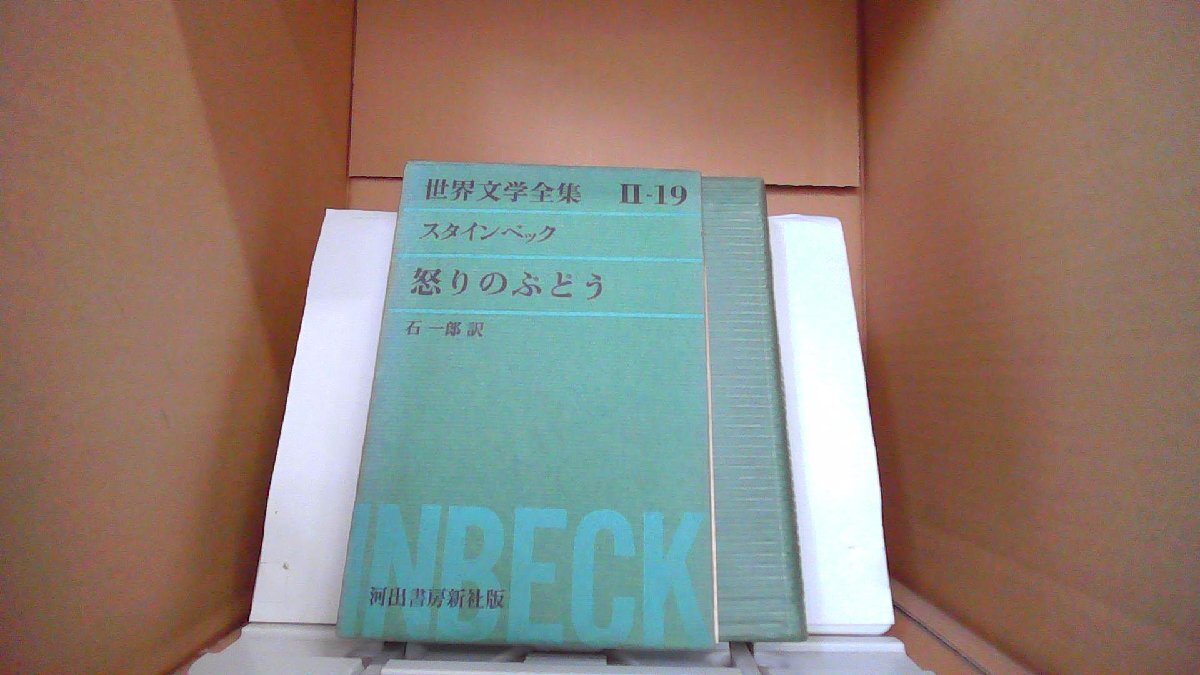 世界文学全集 II-19
スタインベック
怒りのぶどう
石 一郎 訳
INBECK
河出書房新社版